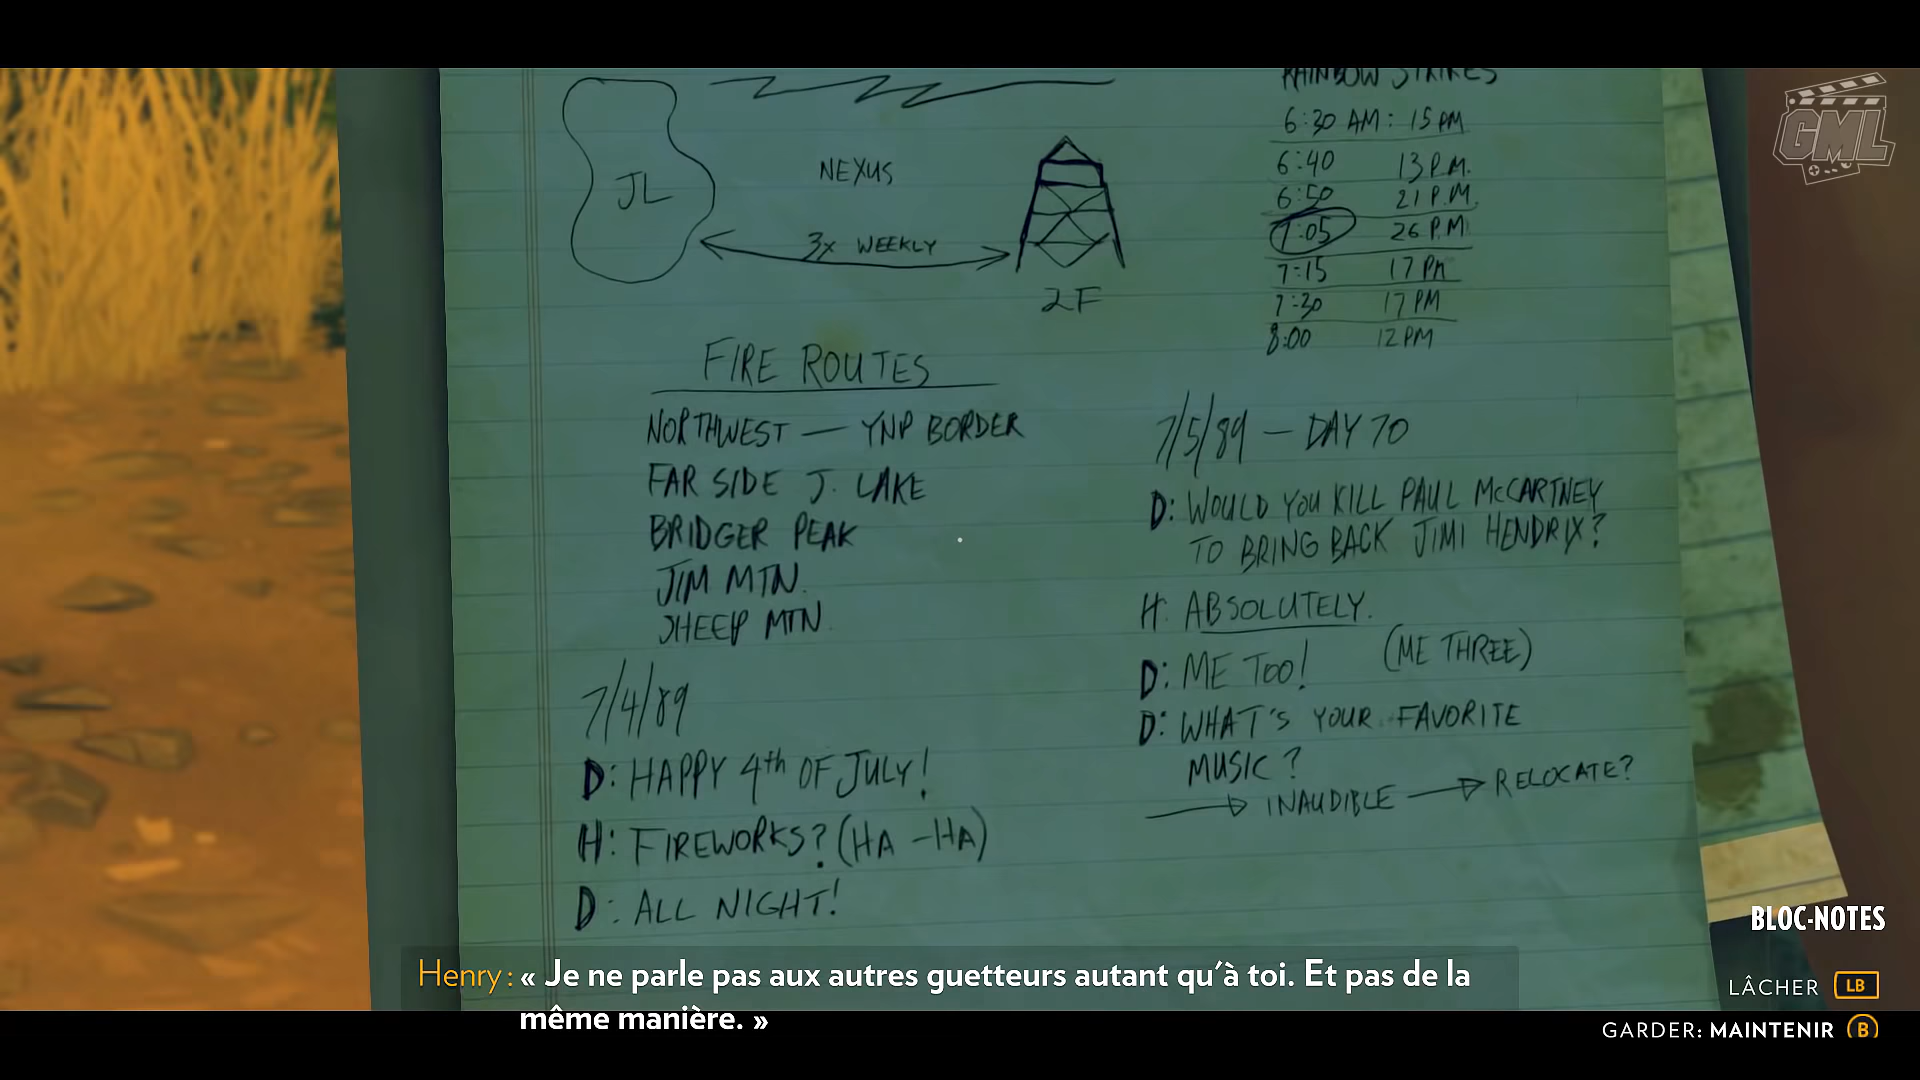 RAINBOW STRIKES
6:30 AM: 15 PM
6:40 13 P.M.
6:50 21 P.M.
7:05 26 P.M
7:15 17 PM
7:30 17 PM
8:00 12 PM
JL
NEXUS
3x WEEKLY
2F
FIRE ROUTES
NORTHWEST — YNP BORDER
FAR SIDE J. LAKE
BRIDGER PEAK
JIM MTN.
SHEEP MTN
7/4/89
D: HAPPY 4th OF JULY!
H: FIREWORKS? (HA-HA)
D: ALL NIGHT!
7/5/89 — DAY 70
D: WOULD YOU KILL PAUL McCARTNEY
TO BRING BACK JIMI HENDRIX?
H: ABSOLUTELY.
D: ME TOO! (ME THREE)
D: WHAT'S YOUR FAVORITE
MUSIC?
→ INAUDIBLE → RELOCATE?
GML
BLOC-NOTES
LÂCHER LB
GARDER: MAINTENIR B
Henry : « Je ne parle pas aux autres guetteurs autant qu'à toi. Et pas de la
même manière. »